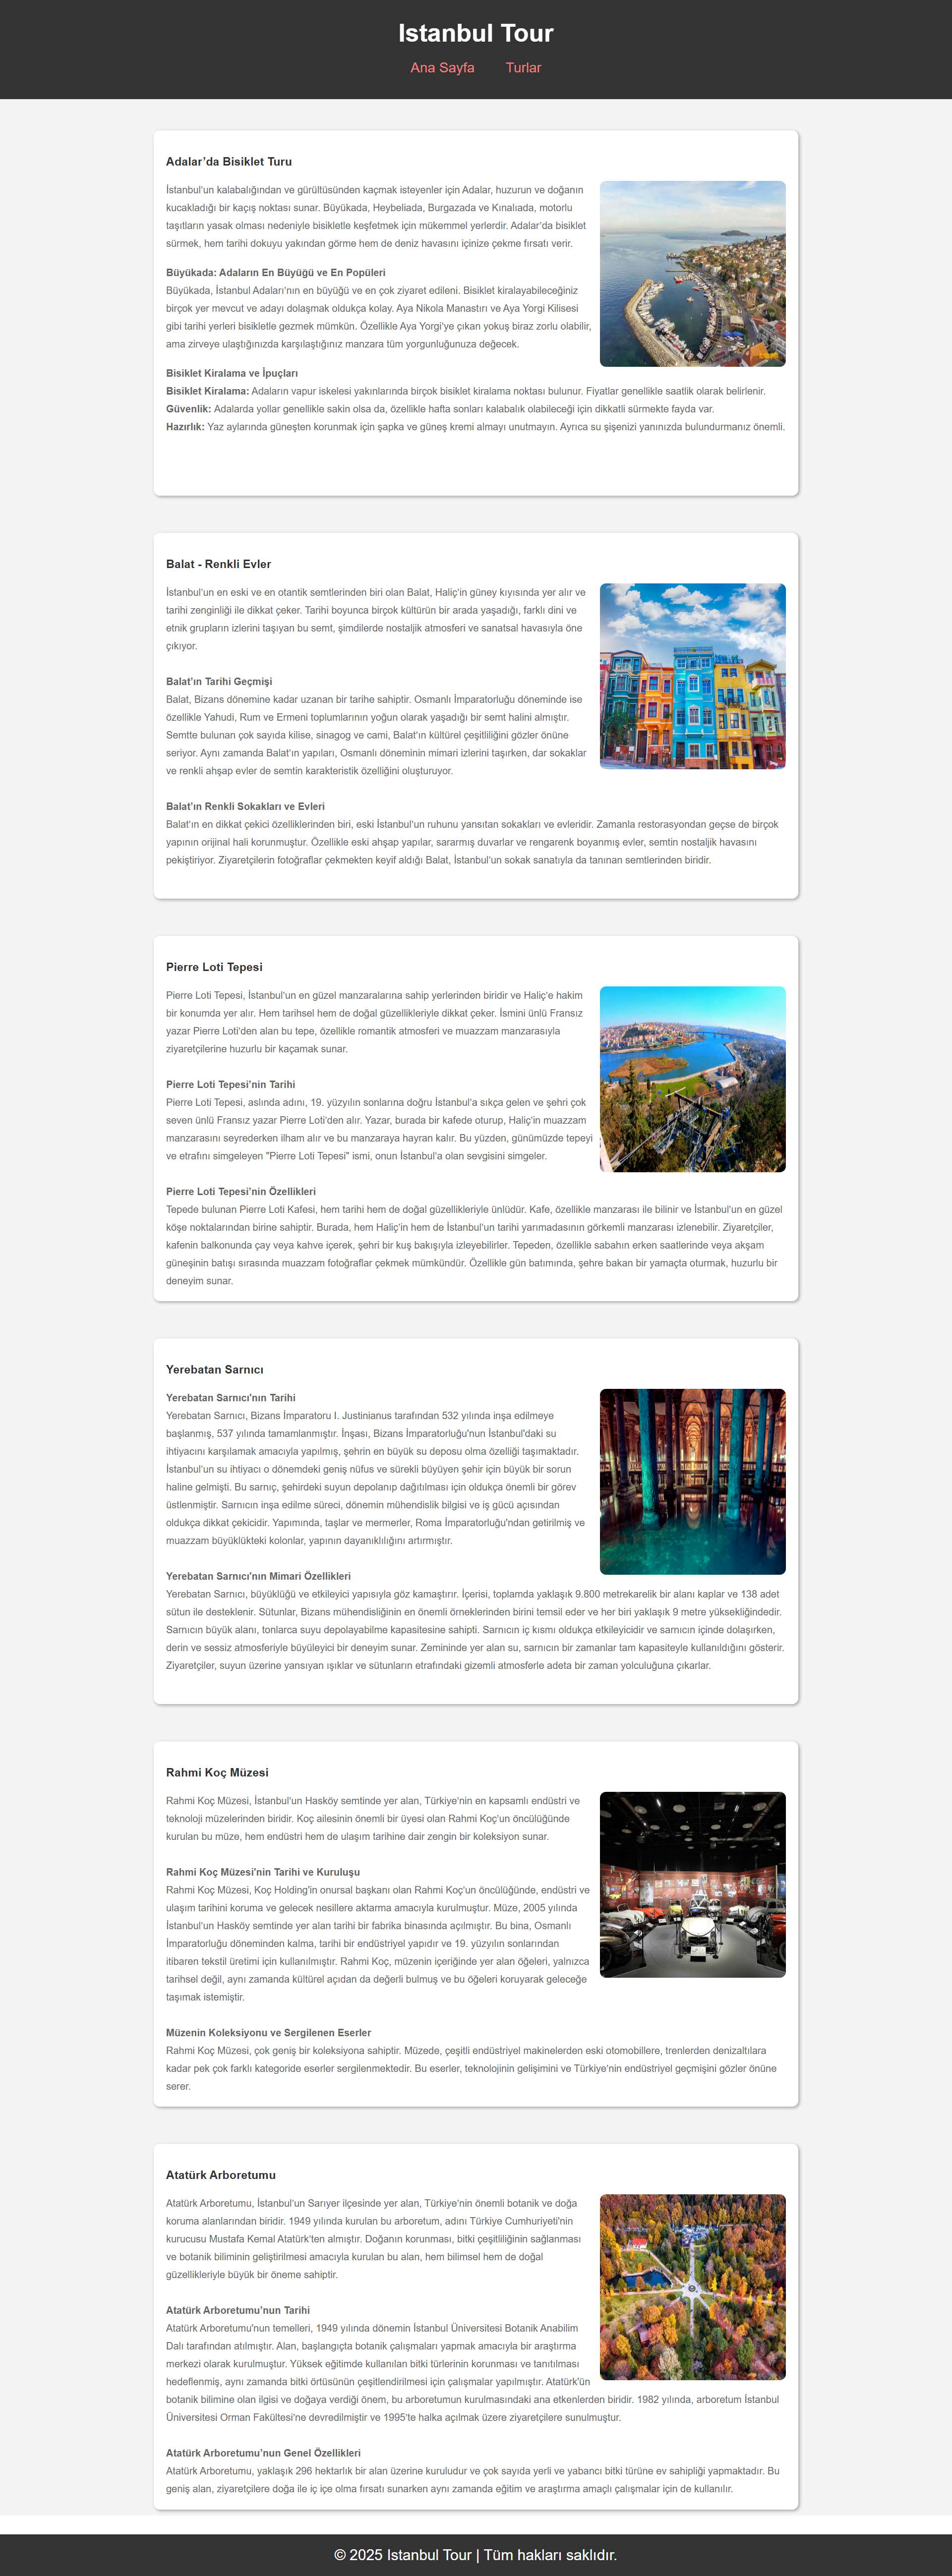 Istanbul Tour
Ana Sayfa Turlar
Adalar’da Bisiklet Turu
İstanbul’un kalabalığından ve gürültüsünden kaçmak isteyenler için Adalar, huzurun ve doğanın
kucakladığı bir kaçış noktası sunar. Büyükada, Heybeliada, Burgazada ve Kınalıada, motorlu
taşıtların yasak olması nedeniyle bisikletle keşfetmek için mükemmel yerlerdir. Adalar’da bisiklet
sürmek, hem tarihi dokuyu yakından görme hem de deniz havasını içinize çekme fırsatı verir.
Büyükada: Adaların En Büyüğü ve En Popüleri
Büyükada, İstanbul Adaları’nın en büyüğü ve en çok ziyaret edileni. Bisiklet kiralayabileceğiniz
birçok yer mevcut ve adayı dolaşmak oldukça kolay. Aya Nikola Manastırı ve Aya Yorgi Kilisesi
gibi tarihi yerleri bisikletle gezmek mümkün. Özellikle Aya Yorgi’ye çıkan yokuş biraz zorlu olabilir,
ama zirveye ulaştığınızda karşılaştığınız manzara tüm yorgunluğunuza değecek.
Bisiklet Kiralama ve İpuçları
Bisiklet Kiralama: Adaların vapur iskelesi yakınlarında birçok bisiklet kiralama noktası bulunur. Fiyatlar genellikle saatlik olarak belirlenir.
Güvenlik: Adalarda yollar genellikle sakin olsa da, özellikle hafta sonları kalabalık olabileceği için dikkatli sürmekte fayda var.
Hazırlık: Yaz aylarında güneşten korunmak için şapka ve güneş kremi almayı unutmayın. Ayrıca su şişenizi yanınızda bulundurmanız önemli.
Balat - Renkli Evler
İstanbul’un en eski ve en otantik semtlerinden biri olan Balat, Haliç’in güney kıyısında yer alır ve
tarihi zenginliği ile dikkat çeker. Tarihi boyunca birçok kültürün bir arada yaşadığı, farklı dini ve
etnik grupların izlerini taşıyan bu semt, şimdilerde nostaljik atmosferi ve sanatsal havasıyla öne
çıkıyor.
Balat’ın Tarihi Geçmişi
Balat, Bizans dönemine kadar uzanan bir tarihe sahiptir. Osmanlı İmparatorluğu döneminde ise
özellikle Yahudi, Rum ve Ermeni toplumlarının yoğun olarak yaşadığı bir semt halini almıştır.
Semtte bulunan çok sayıda kilise, sinagog ve cami, Balat’ın kültürel çeşitliliğini gözler önüne
seriyor. Aynı zamanda Balat’ın yapıları, Osmanlı döneminin mimari izlerini taşırken, dar sokaklar
ve renkli ahşap evler de semtin karakteristik özelliğini oluşturuyor.
Balat’ın Renkli Sokakları ve Evleri
Balat’ın en dikkat çekici özelliklerinden biri, eski İstanbul’un ruhunu yansıtan sokakları ve evleridir. Zamanla restorasyondan geçse de birçok
yapının orijinal hali korunmuştur. Özellikle eski ahşap yapılar, sararmış duvarlar ve rengarenk boyanmış evler, semtin nostaljik havasını
pekiştiriyor. Ziyaretçilerin fotoğraflar çekmekten keyif aldığı Balat, İstanbul’un sokak sanatıyla da tanınan semtlerinden biridir.
Pierre Loti Tepesi
Pierre Loti Tepesi, İstanbul’un en güzel manzaralarına sahip yerlerinden biridir ve Haliç’e hakim
bir konumda yer alır. Hem tarihsel hem de doğal güzellikleriyle dikkat çeker. İsmini ünlü Fransız
yazar Pierre Loti’den alan bu tepe, özellikle romantik atmosferi ve muazzam manzarasıyla
ziyaretçilerine huzurlu bir kaçamak sunar.
Pierre Loti Tepesi’nin Tarihi
Pierre Loti Tepesi, aslında adını, 19. yüzyılın sonlarına doğru İstanbul’a sıkça gelen ve şehri çok
seven ünlü Fransız yazar Pierre Loti’den alır. Yazar, burada bir kafede oturup, Haliç’in muazzam
manzarasını seyrederken ilham alır ve bu manzaraya hayran kalır. Bu yüzden, günümüzde tepeyi
ve etrafını simgeleyen "Pierre Loti Tepesi" ismi, onun İstanbul’a olan sevgisini simgeler.
Pierre Loti Tepesi’nin Özellikleri
Tepede bulunan Pierre Loti Kafesi, hem tarihi hem de doğal güzellikleriyle ünlüdür. Kafe, özellikle manzarası ile bilinir ve İstanbul’un en güzel
köşe noktalarından birine sahiptir. Burada, hem Haliç’in hem de İstanbul’un tarihi yarımadasının görkemli manzarası izlenebilir. Ziyaretçiler,
kafenin balkonunda çay veya kahve içerek, şehri bir kuş bakışıyla izleyebilirler. Tepeden, özellikle sabahın erken saatlerinde veya akşam
güneşinin batışı sırasında muazzam fotoğraflar çekmek mümkündür. Özellikle gün batımında, şehre bakan bir yamaçta oturmak, huzurlu bir
deneyim sunar.
Yerebatan Sarnıcı
Yerebatan Sarnıcı'nın Tarihi
Yerebatan Sarnıcı, Bizans İmparatoru I. Justinianus tarafından 532 yılında inşa edilmeye
başlanmış, 537 yılında tamamlanmıştır. İnşası, Bizans İmparatorluğu'nun İstanbul'daki su
ihtiyacını karşılamak amacıyla yapılmış, şehrin en büyük su deposu olma özelliği taşımaktadır.
İstanbul’un su ihtiyacı o dönemdeki geniş nüfus ve sürekli büyüyen şehir için büyük bir sorun
haline gelmişti. Bu sarnıç, şehirdeki suyun depolanıp dağıtılması için oldukça önemli bir görev
üstlenmiştir. Sarnıcın inşa edilme süreci, dönemin mühendislik bilgisi ve iş gücü açısından
oldukça dikkat çekicidir. Yapımında, taşlar ve mermerler, Roma İmparatorluğu'ndan getirilmiş ve
muazzam büyüklükteki kolonlar, yapının dayanıklılığını artırmıştır.
Yerebatan Sarnıcı'nın Mimari Özellikleri
Yerebatan Sarnıcı, büyüklüğü ve etkileyici yapısıyla göz kamaştırır. İçerisi, toplamda yaklaşık 9.800 metrekarelik bir alanı kaplar ve 138 adet
sütun ile desteklenir. Sütunlar, Bizans mühendisliğinin en önemli örneklerinden birini temsil eder ve her biri yaklaşık 9 metre yüksekliğindedir.
Sarnıcın büyük alanı, tonlarca suyu depolayabilme kapasitesine sahipti. Sarnıcın iç kısmı oldukça etkileyicidir ve sarnıcın içinde dolaşırken,
derin ve sessiz atmosferiyle büyüleyici bir deneyim sunar. Zemininde yer alan su, sarnıcın bir zamanlar tam kapasiteyle kullanıldığını gösterir.
Ziyaretçiler, suyun üzerine yansıyan ışıklar ve sütunların etrafındaki gizemli atmosferle adeta bir zaman yolculuğuna çıkarlar.
Rahmi Koç Müzesi
Rahmi Koç Müzesi, İstanbul’un Hasköy semtinde yer alan, Türkiye’nin en kapsamlı endüstri ve
teknoloji müzelerinden biridir. Koç ailesinin önemli bir üyesi olan Rahmi Koç’un öncülüğünde
kurulan bu müze, hem endüstri hem de ulaşım tarihine dair zengin bir koleksiyon sunar.
Rahmi Koç Müzesi'nin Tarihi ve Kuruluşu
Rahmi Koç Müzesi, Koç Holding'in onursal başkanı olan Rahmi Koç’un öncülüğünde, endüstri ve
ulaşım tarihini koruma ve gelecek nesillere aktarma amacıyla kurulmuştur. Müze, 2005 yılında
İstanbul’un Hasköy semtinde yer alan tarihi bir fabrika binasında açılmıştır. Bu bina, Osmanlı
İmparatorluğu döneminden kalma, tarihi bir endüstriyel yapıdır ve 19. yüzyılın sonlarından
itibaren tekstil üretimi için kullanılmıştır. Rahmi Koç, müzenin içeriğinde yer alan öğeleri, yalnızca
tarihsel değil, aynı zamanda kültürel açıdan da değerli bulmuş ve bu öğeleri koruyarak geleceğe
taşımak istemiştir.
Müzenin Koleksiyonu ve Sergilenen Eserler
Rahmi Koç Müzesi, çok geniş bir koleksiyona sahiptir. Müzede, çeşitli endüstriyel makinelerden eski otomobillere, trenlerden denizaltılara
kadar pek çok farklı kategoride eserler sergilenmektedir. Bu eserler, teknolojinin gelişimini ve Türkiye’nin endüstriyel geçmişini gözler önüne
serer.
Atatürk Arboretumu
Atatürk Arboretumu, İstanbul’un Sarıyer ilçesinde yer alan, Türkiye’nin önemli botanik ve doğa
koruma alanlarından biridir. 1949 yılında kurulan bu arboretum, adını Türkiye Cumhuriyeti'nin
kurucusu Mustafa Kemal Atatürk’ten almıştır. Doğanın korunması, bitki çeşitliliğinin sağlanması
ve botanik biliminin geliştirilmesi amacıyla kurulan bu alan, hem bilimsel hem de doğal
güzellikleriyle büyük bir öneme sahiptir.
Atatürk Arboretumu’nun Tarihi
Atatürk Arboretumu'nun temelleri, 1949 yılında dönemin İstanbul Üniversitesi Botanik Anabilim
Dalı tarafından atılmıştır. Alan, başlangıçta botanik çalışmaları yapmak amacıyla bir araştırma
merkezi olarak kurulmuştur. Yüksek eğitimde kullanılan bitki türlerinin korunması ve tanıtılması
hedeflenmiş, aynı zamanda bitki örtüsünün çeşitlendirilmesi için çalışmalar yapılmıştır. Atatürk'ün
botanik bilimine olan ilgisi ve doğaya verdiği önem, bu arboretumun kurulmasındaki ana etkenlerden biridir. 1982 yılında, arboretum İstanbul
Üniversitesi Orman Fakültesi’ne devredilmiştir ve 1995’te halka açılmak üzere ziyaretçilere sunulmuştur.
Atatürk Arboretumu’nun Genel Özellikleri
Atatürk Arboretumu, yaklaşık 296 hektarlık bir alan üzerine kuruludur ve çok sayıda yerli ve yabancı bitki türüne ev sahipliği yapmaktadır. Bu
geniş alan, ziyaretçilere doğa ile iç içe olma fırsatı sunarken aynı zamanda eğitim ve araştırma amaçlı çalışmalar için de kullanılır.
© 2025 Istanbul Tour | Tüm hakları saklıdır.